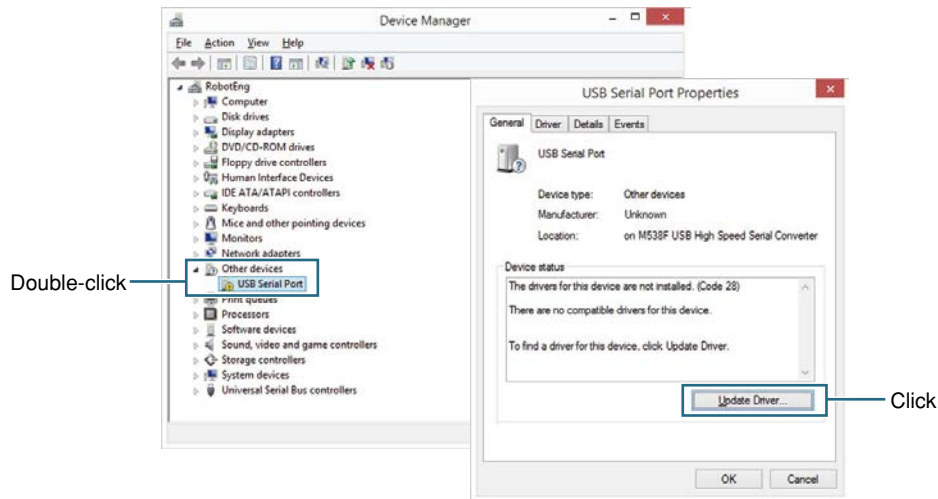 Device Manager
File Action View Help
RobotEng
Computer
Disk drives
Display adapters
DVD/CD-ROM drives
Floppy drive controllers
Human Interface Devices
IDE ATA/ATAPI controllers
Keyboards
Mice and other pointing devices
Monitors
Network adapters
Other devices
USB Serial Port
Print queues
Processors
Software devices
Sound, video and game controllers
Storage controllers
System devices
Universal Serial Bus controllers
Double-click
USB Serial Port Properties
General Driver Details Events
USB Serial Port
Device type: Other devices
Manufacturer: Unknown
Location: on M538F USB High Speed Serial Converter
Device status
The drivers for this device are not installed. (Code 28)
There are no compatible drivers for this device.
To find a driver for this device, click Update Driver.
Update Driver...
Click
OK Cancel